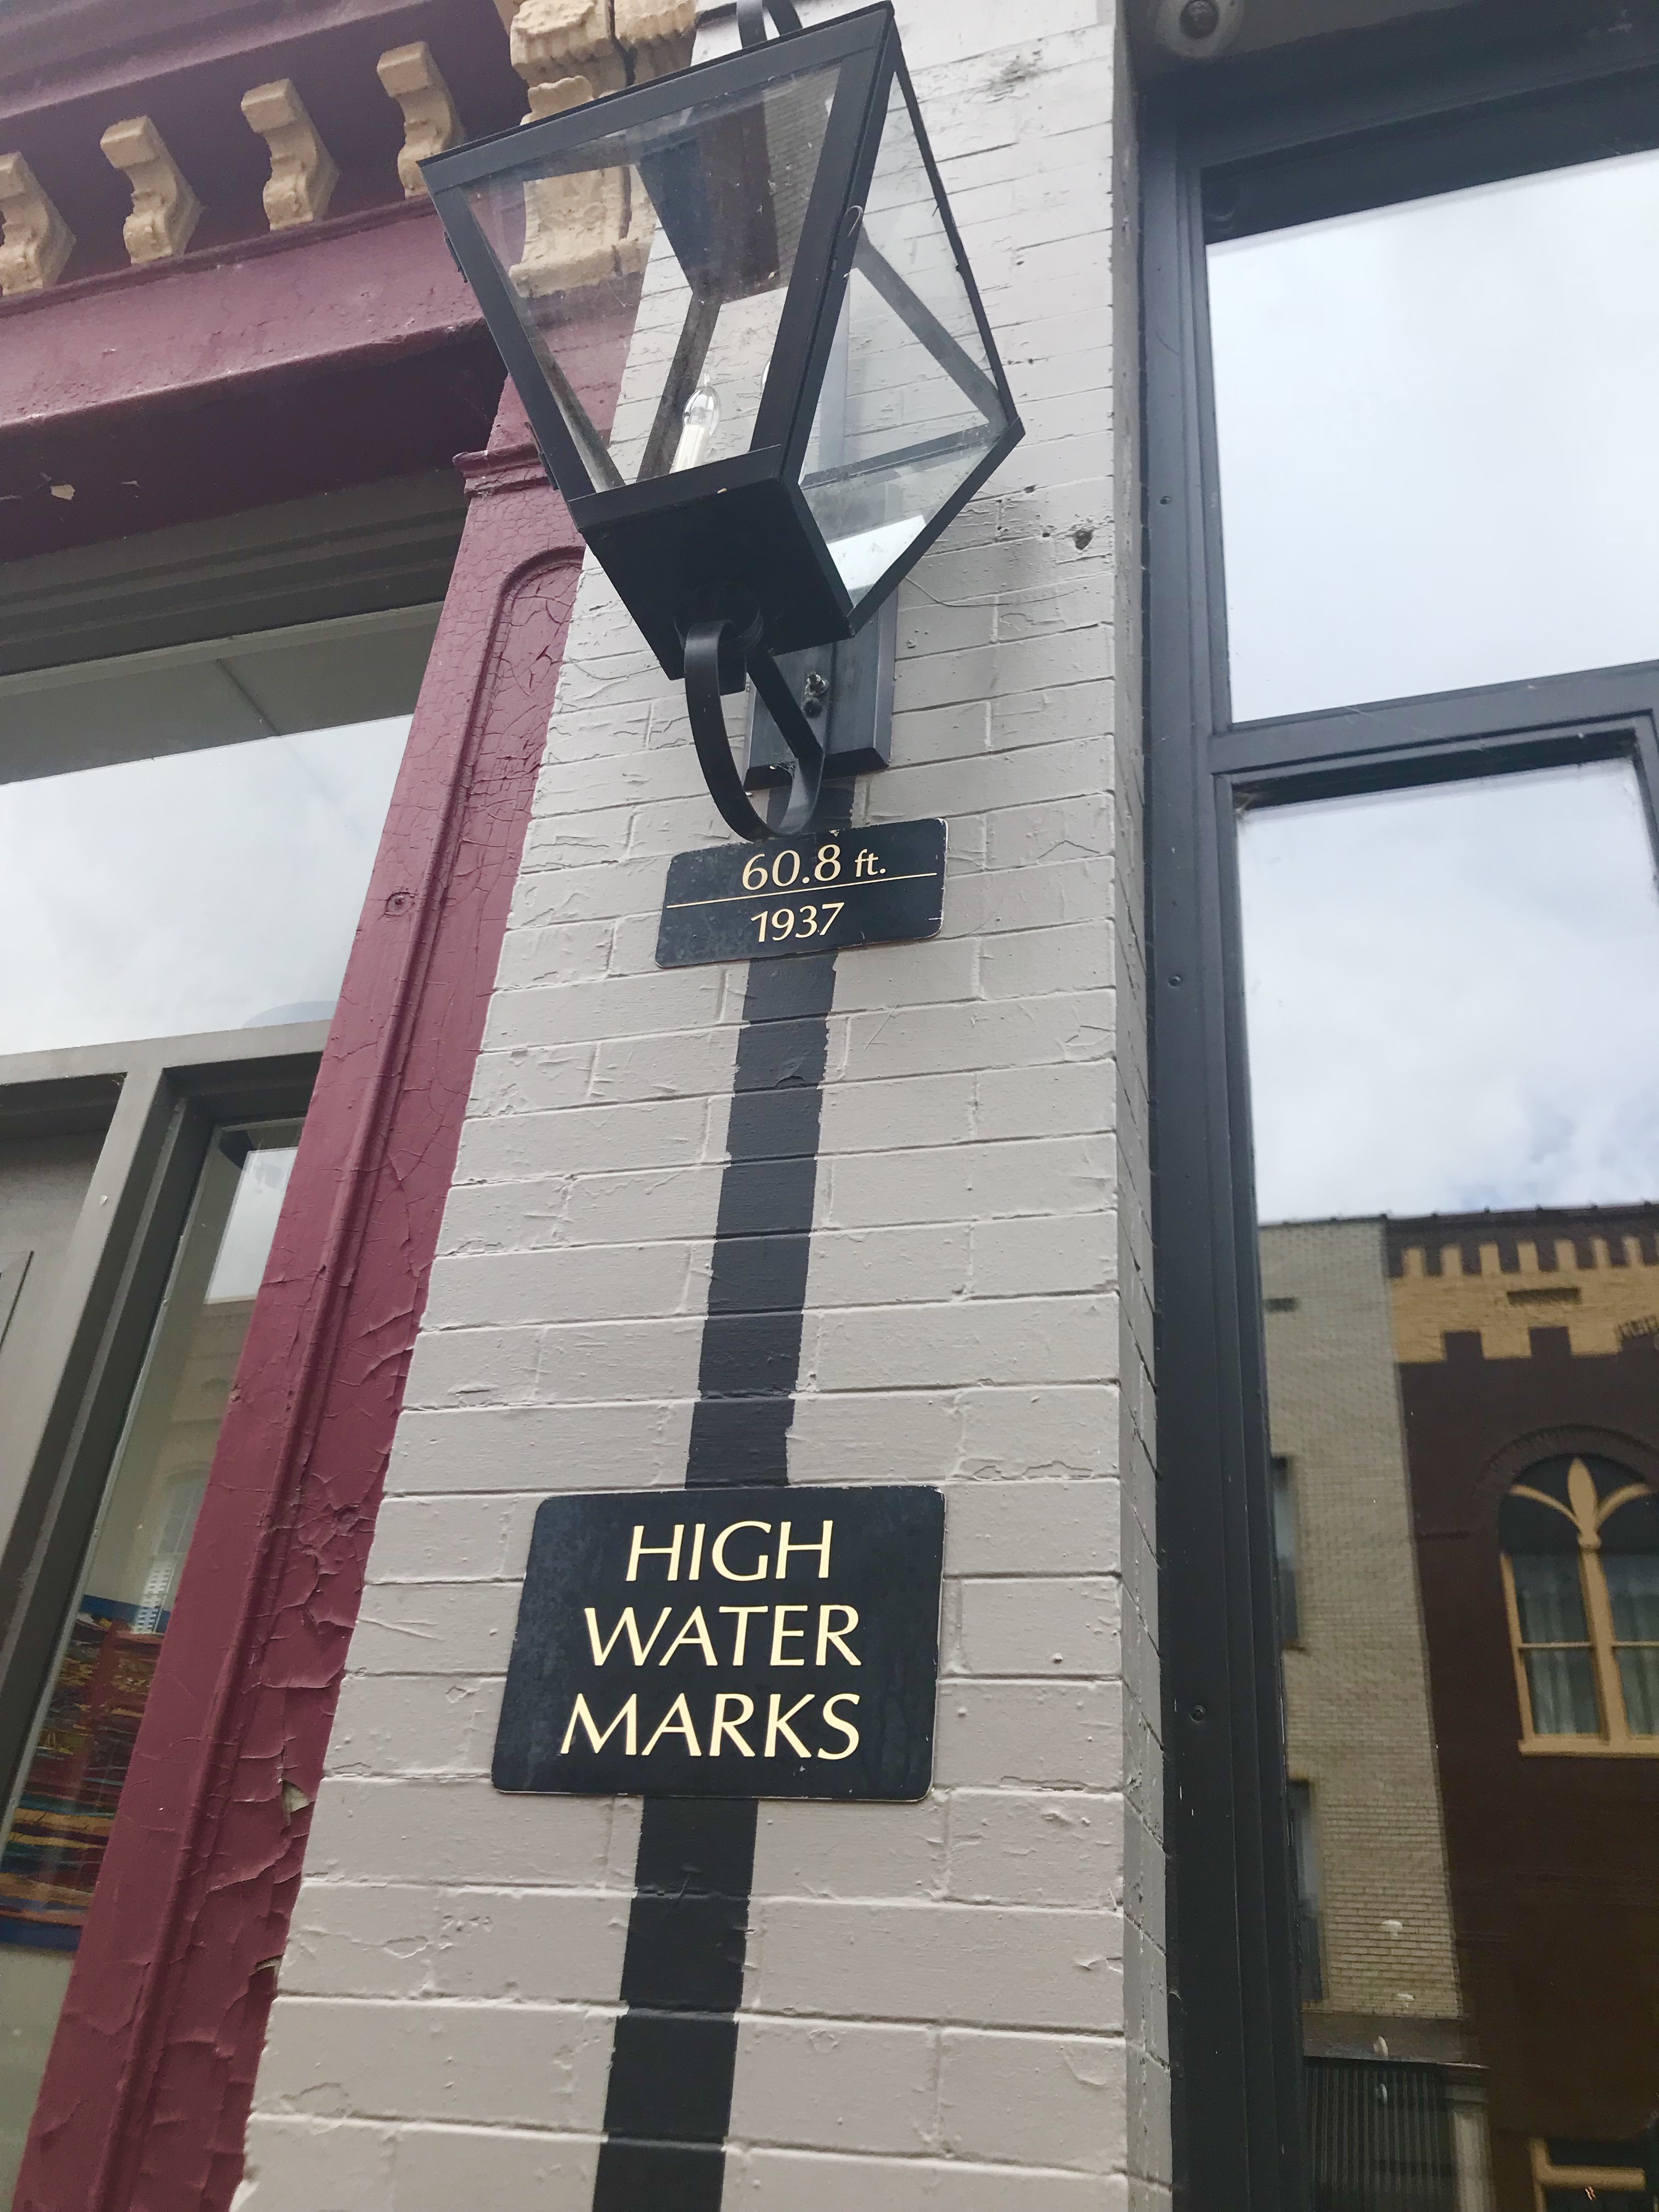 60.8 ft.
1937
HIGH
WATER
MARKS